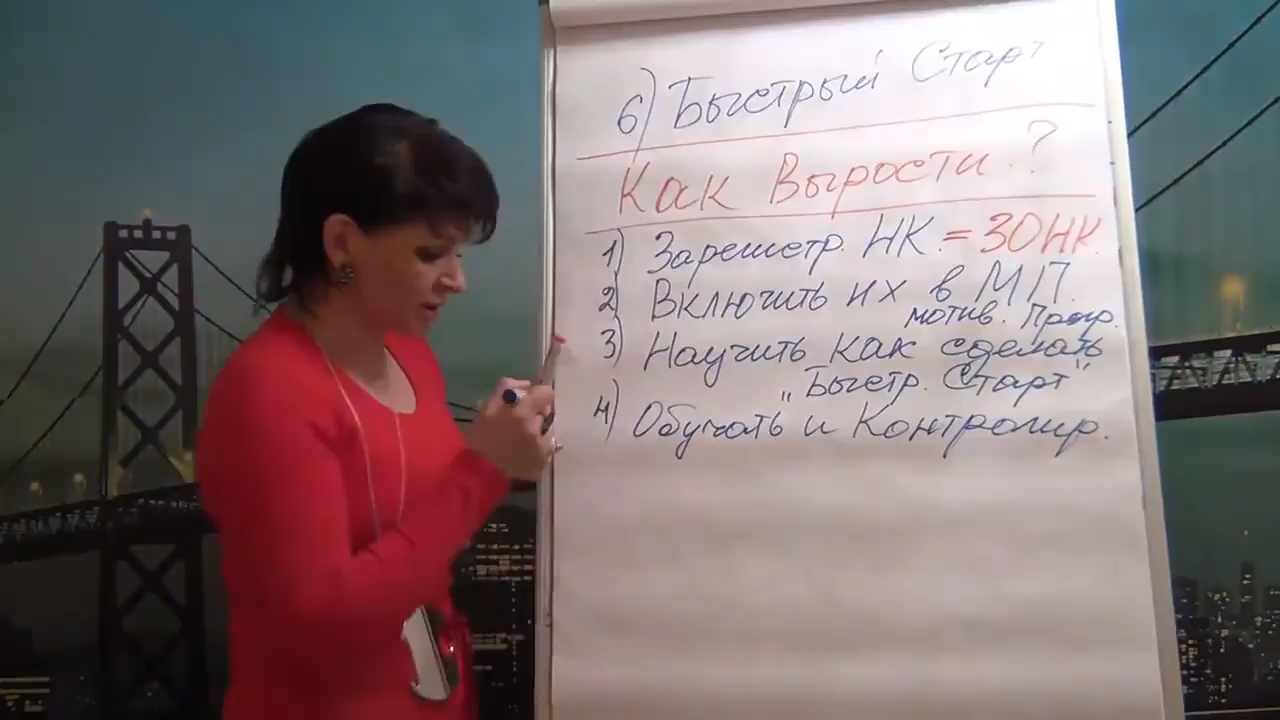 6) Быстрый Старт
Как Вырости?
1) Зарегистр. НК. = 30НК.
2) Включить их в МП.
мотив. Прогр.
3) Научить как сделать
„Быстр. Старт"
4) Обучать и Контролир.